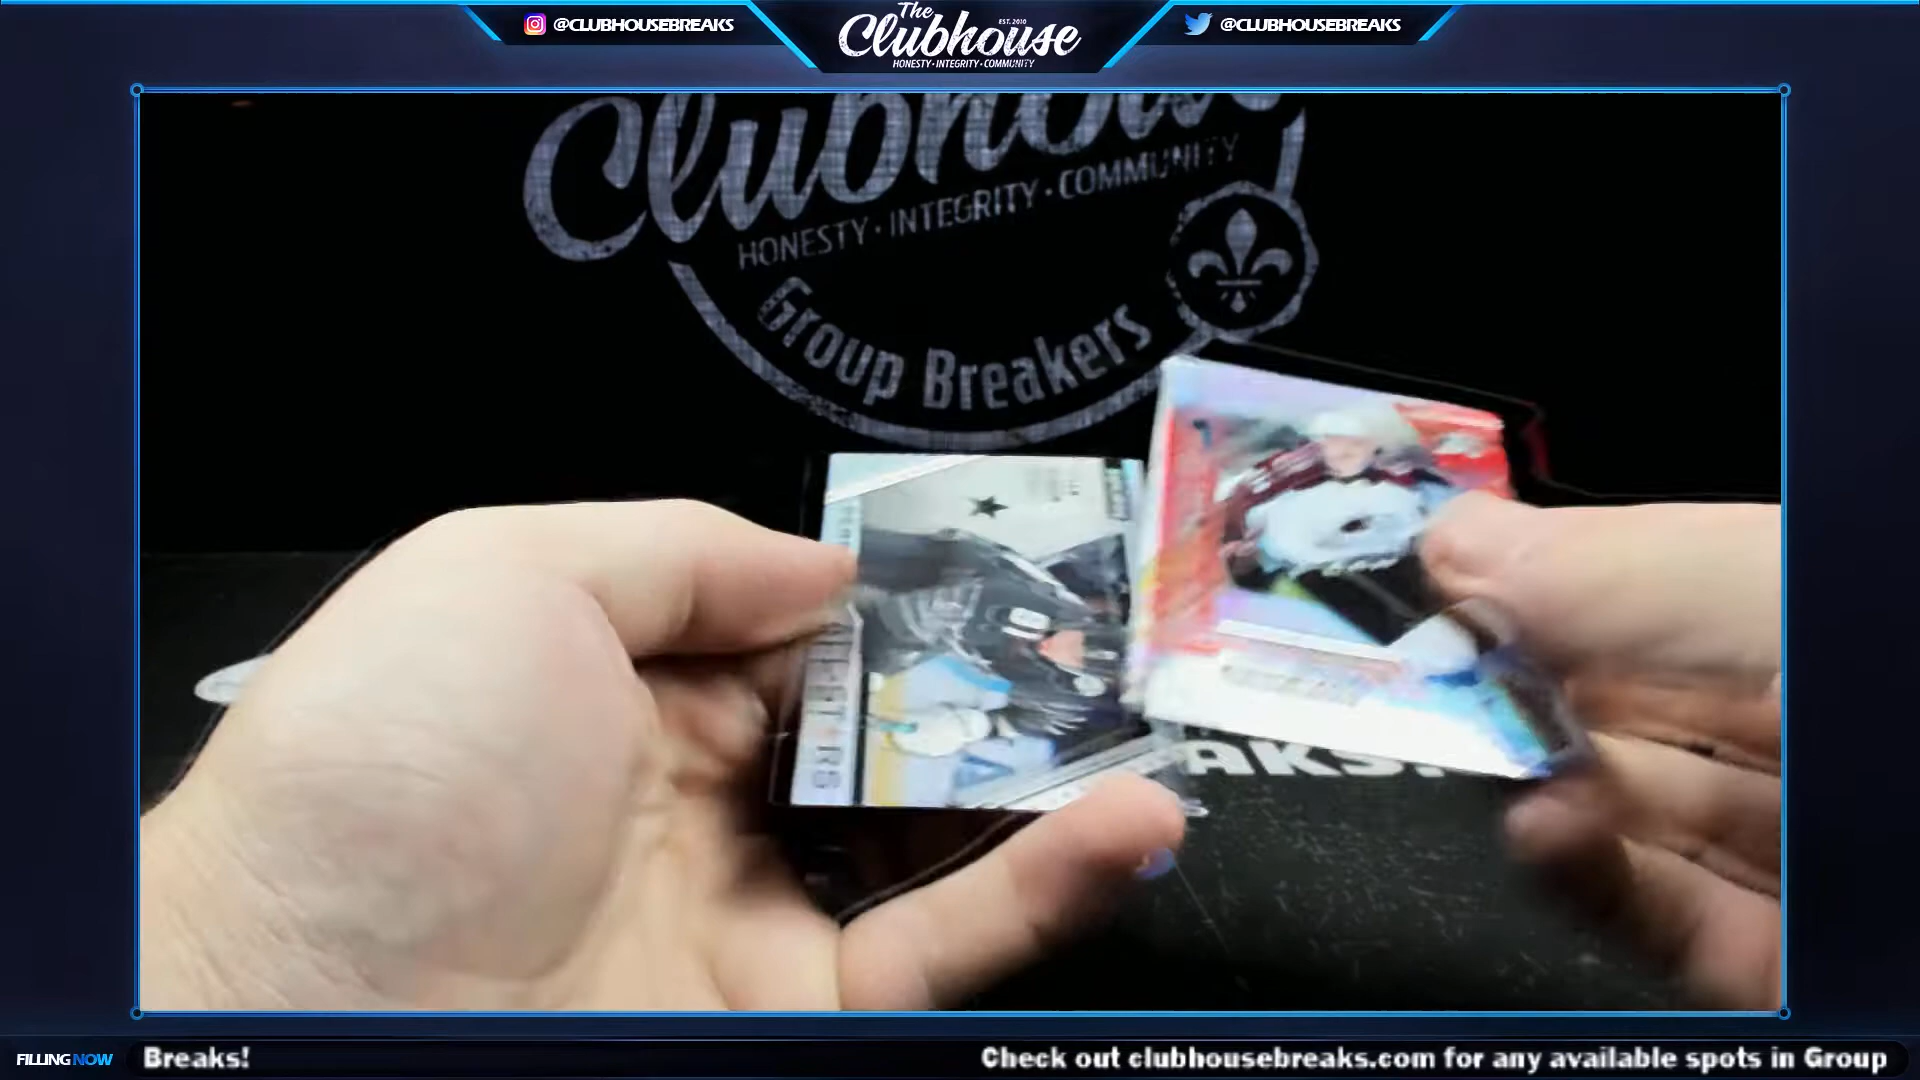 @CLUBHOUSEBREAKS
The
EST. 2010
Clubhouse
HONESTY • INTEGRITY • COMMUNITY
@CLUBHOUSEBREAKS
Clubhouse
HONESTY • INTEGRITY • COMMUNITY
Group Breakers
AKS.
FILLING NOW
Breaks!
Check out clubhousebreaks.com for any available spots in Group